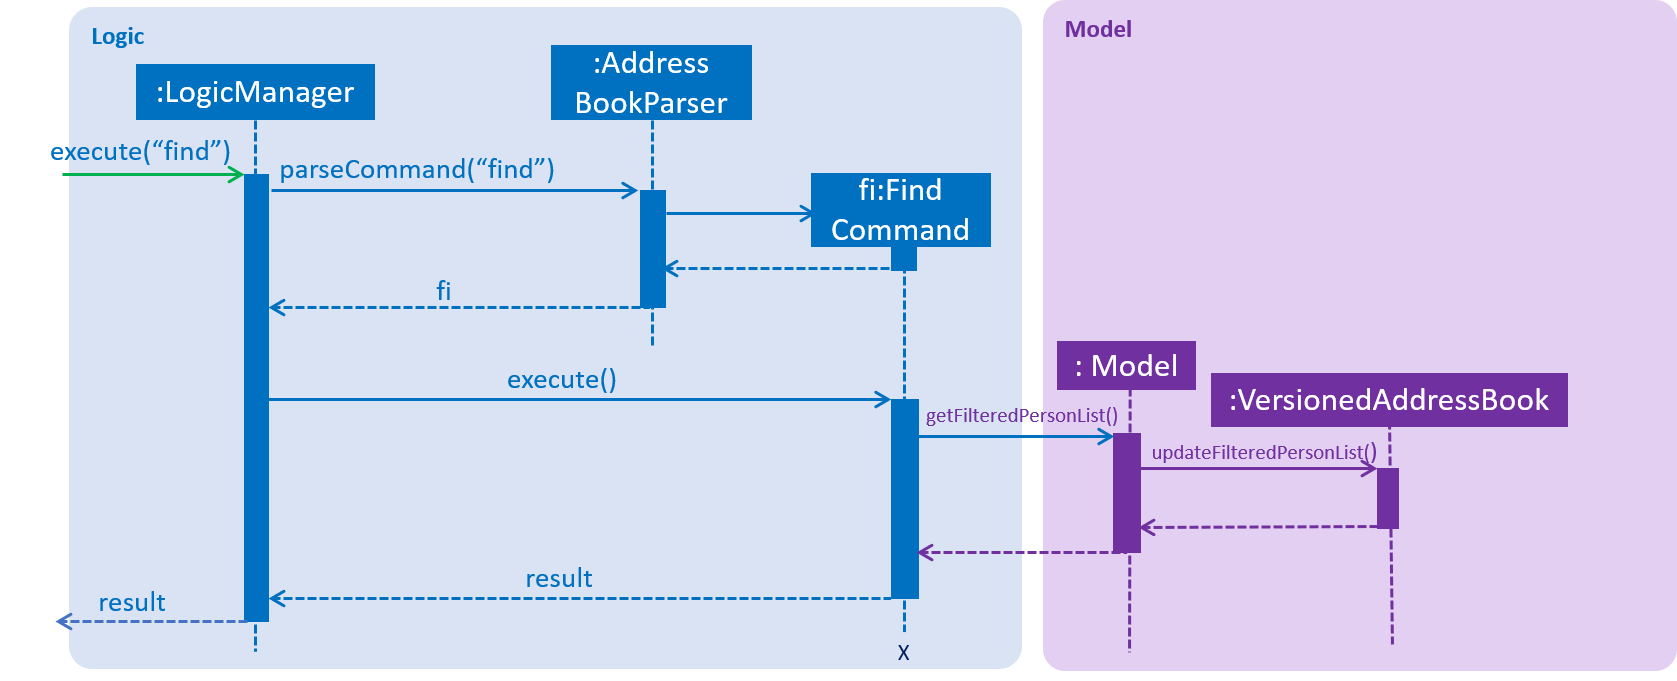 Logic
Model
:LogicManager
:Address
BookParser
execute(“find”)
parseCommand(“find”)
fi:Find
Command
fi
execute()
: Model
:VersionedAddressBook
getFilteredPersonList()
updateFilteredPersonList()
result
result
X